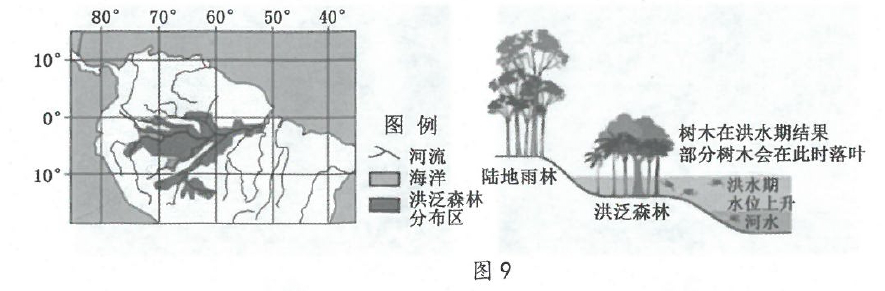 80° 70° 60° 50° 40°
10°
0°
10°
图 例
河流
海洋
洪泛森林
分布区
陆地雨林
洪泛森林
树木在洪水期结果
部分树木会在此时落叶
洪水期
水位上升
河水
图 9